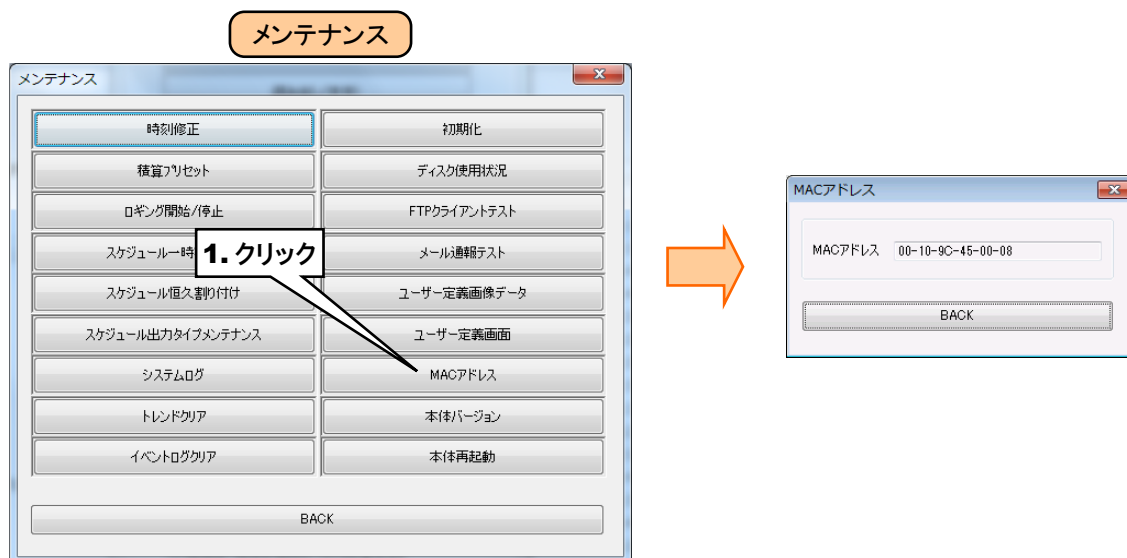 メンテナンス
メンテナンス
時刻修正
初期化
積算プリセット
ディスク使用状況
ロギング開始/停止
FTPクライアントテスト
スケジュール一時
1. クリック
メール通報テスト
スケジュール恒久割り付け
ユーザー定義画像データ
スケジュール出力タイプメンテナンス
ユーザー定義画面
システムログ
MACアドレス
トレンドクリア
本体バージョン
イベントログクリア
本体再起動
BACK
MACアドレス
MACアドレス 00-10-9C-45-00-08
BACK